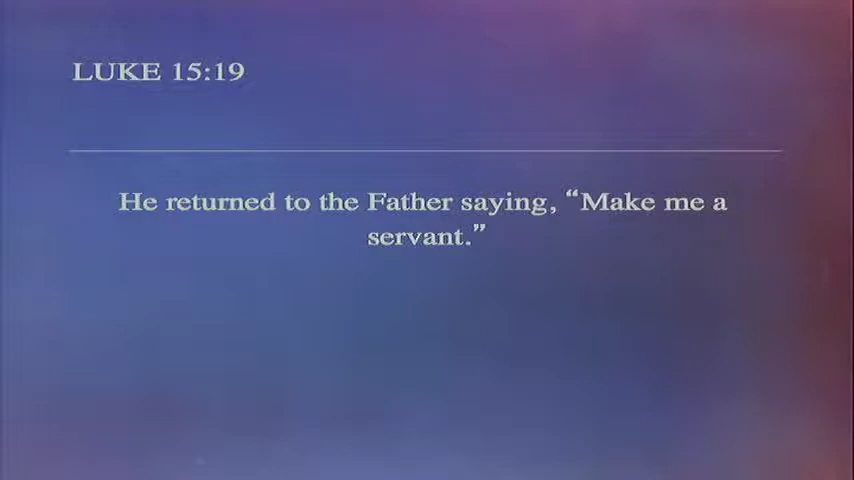 LUKE 15:19
He returned to the Father saying, “Make me a
servant.”